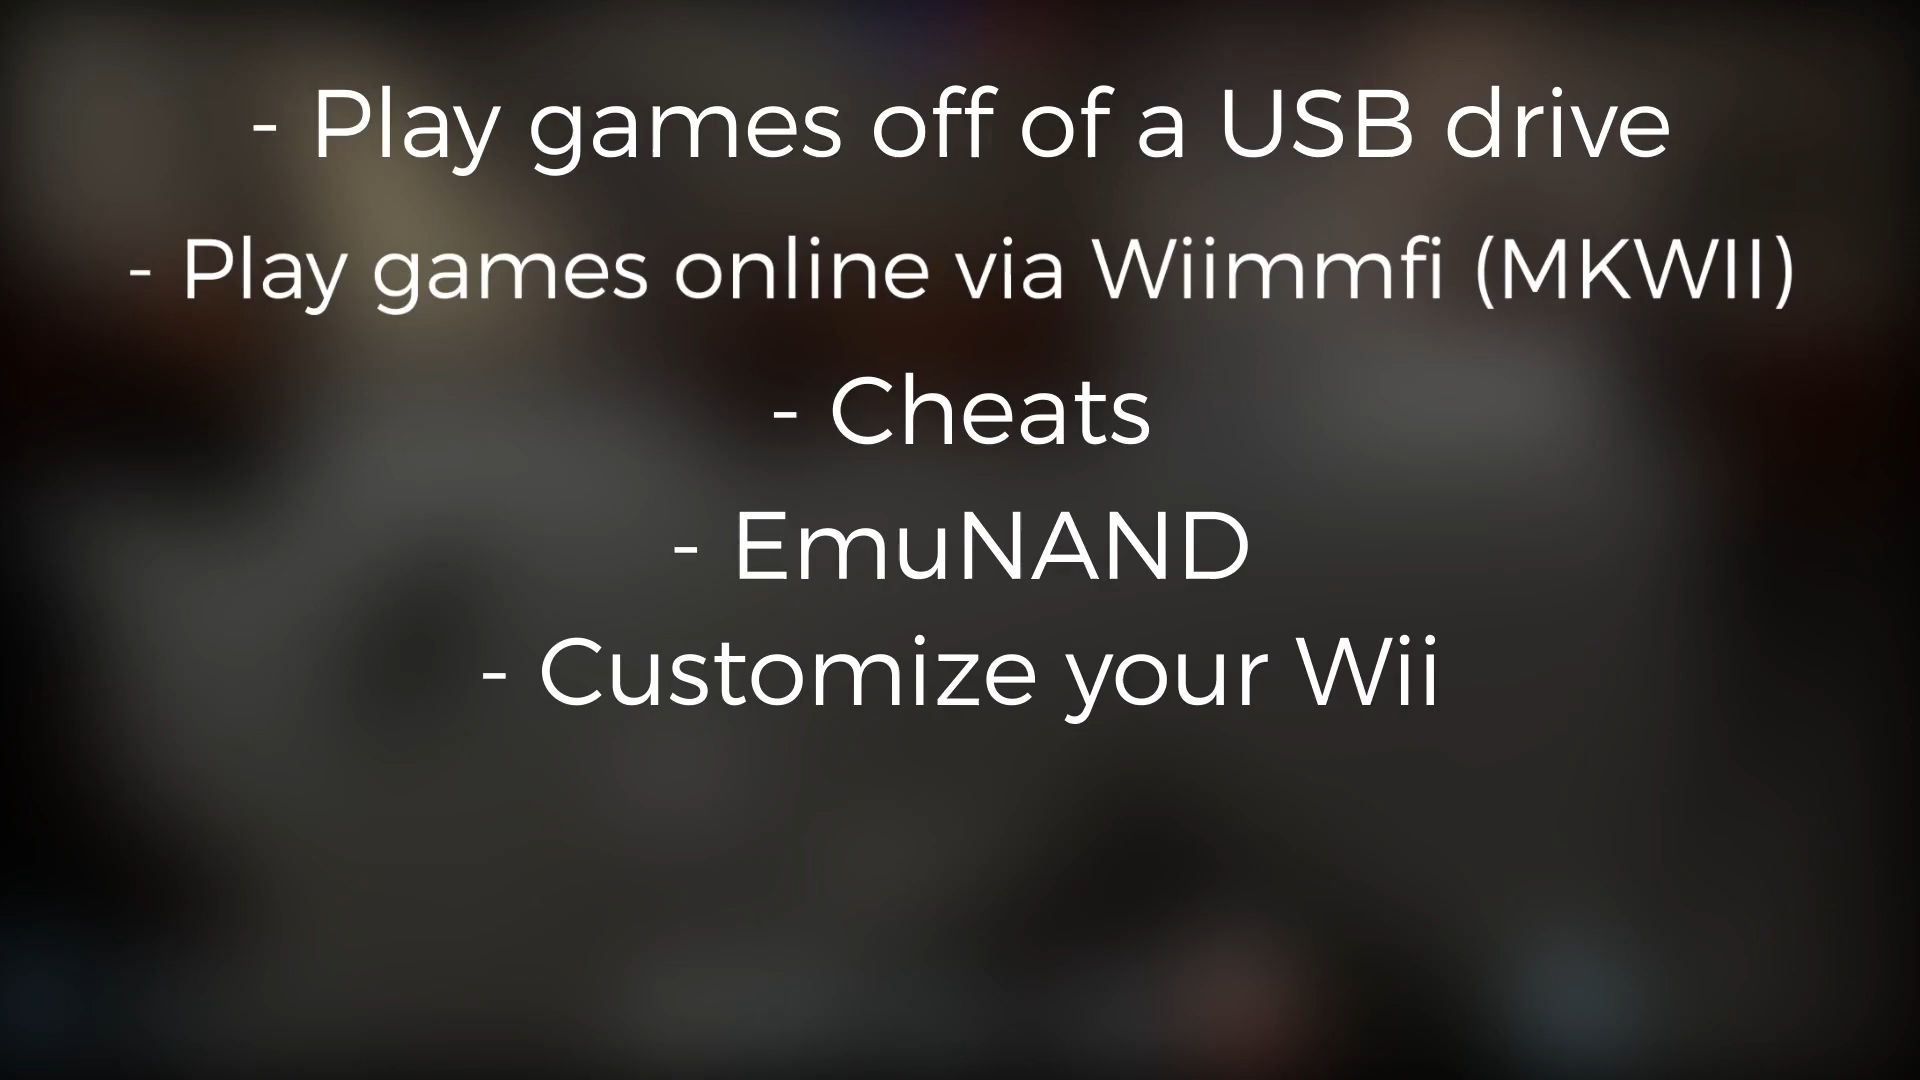 - Play games off of a USB drive
- Play games online via Wiimmfi (MKWII)
- Cheats
- EmuNAND
- Customize your Wii